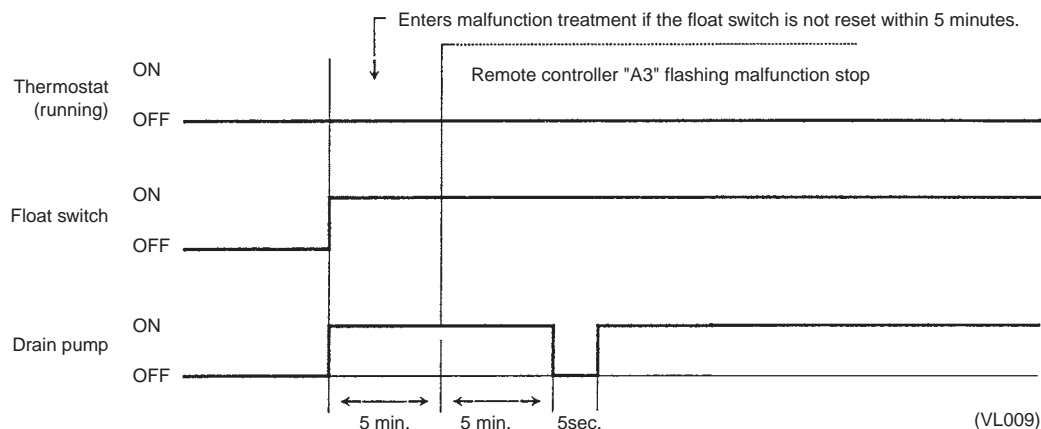 Enters malfunction treatment if the float switch is not reset within 5 minutes.
Remote controller "A3" flashing malfunction stop
Thermostat
(running)
ON
OFF
Float switch
ON
OFF
Drain pump
ON
OFF
5 min.
5 min.
5sec.
(VL009)